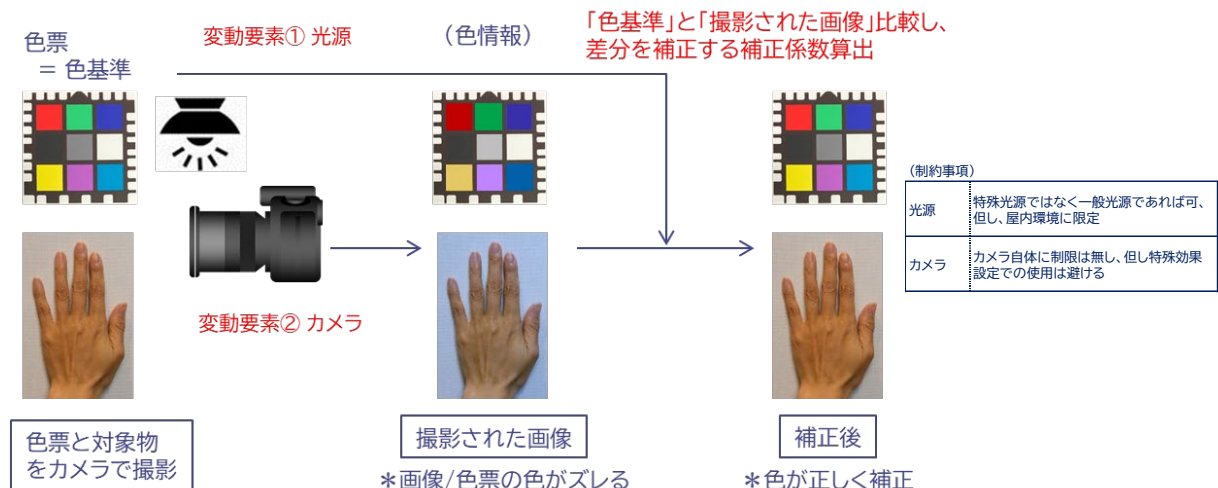 色票
＝ 色基準
変動要素① 光源
（色情報）
「色基準」と「撮影された画像」比較し、
差分を補正する補正係数算出
変動要素② カメラ
（制約事項）
光源
特殊光源ではなく一般光源であれば可、
但し、屋内環境に限定
カメラ
カメラ自体に制限は無し、但し特殊効果
設定での使用は避ける
色票と対象物
をカメラで撮影
撮影された画像
＊画像/色票の色がズレる
補正後
＊色が正しく補正